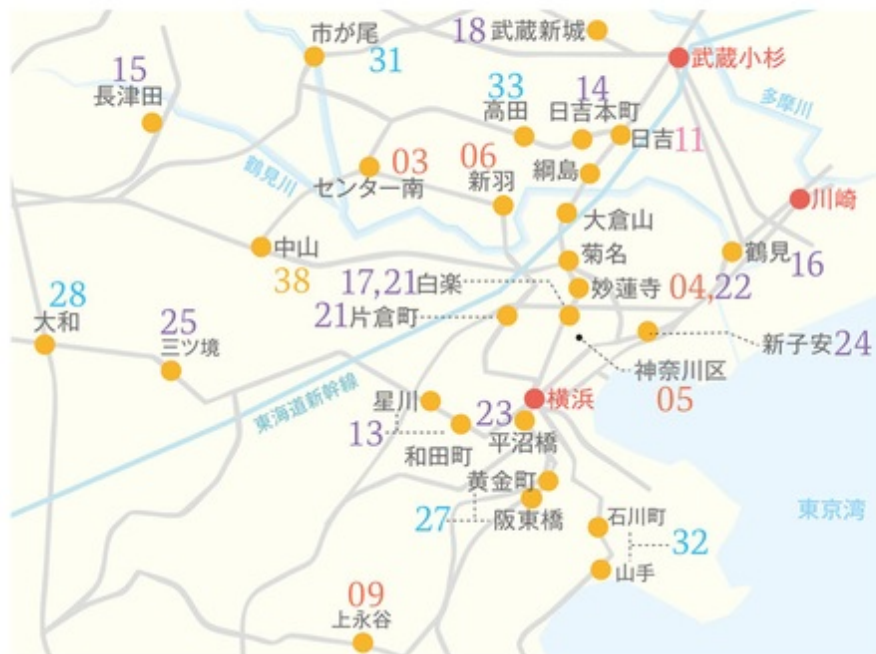 市が尾
31
18 武蔵新城
武蔵小杉
15
長津田
33
高田
14
日吉本町
日吉 11
多摩川
鶴見川
03
センター南
06
新羽
綱島
川崎
大倉山
中山
38
菊名
鶴見 16
17,21 白楽
妙蓮寺 04,22
28
大和
25
三ツ境
21 片倉町
新子安 24
神奈川区
05
東海道新幹線
星川
13
和田町
横浜
23
平沼橋
黄金町
27
阪東橋
石川町
32
山手
東京湾
09
上永谷